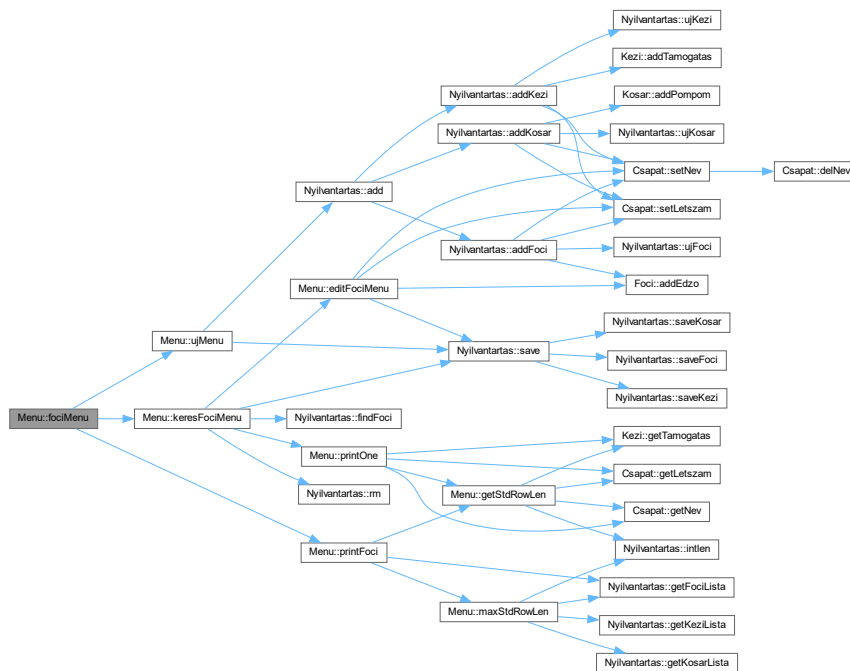 Nyilvantartas::ujKezi
Kezi::addTamogatas
Nyilvantartas::addKezi
Kosar::addPompom
Nyilvantartas::addKosar
Nyilvantartas::ujKosar
Csapat::setNev
Csapat::delNev
Nyilvantartas::add
Csapat::setLetszam
Nyilvantartas::addFoci
Nyilvantartas::ujFoci
Menu::editFociMenu
Foci::addEdzo
Nyilvantartas::saveKosar
Menu::ujMenu
Nyilvantartas::save
Nyilvantartas::saveFoci
Nyilvantartas::saveKezi
Menu::fociMenu
Menu::keresFociMenu
Nyilvantartas::findFoci
Kezi::getTamogatas
Menu::printOne
Csapat::getLetszam
Nyilvantartas::rm
Menu::getStdRowLen
Csapat::getNev
Menu::printFoci
Nyilvantartas::intlen
Nyilvantartas::getFociLista
Menu::maxStdRowLen
Nyilvantartas::getKeziLista
Nyilvantartas::getKosarLista